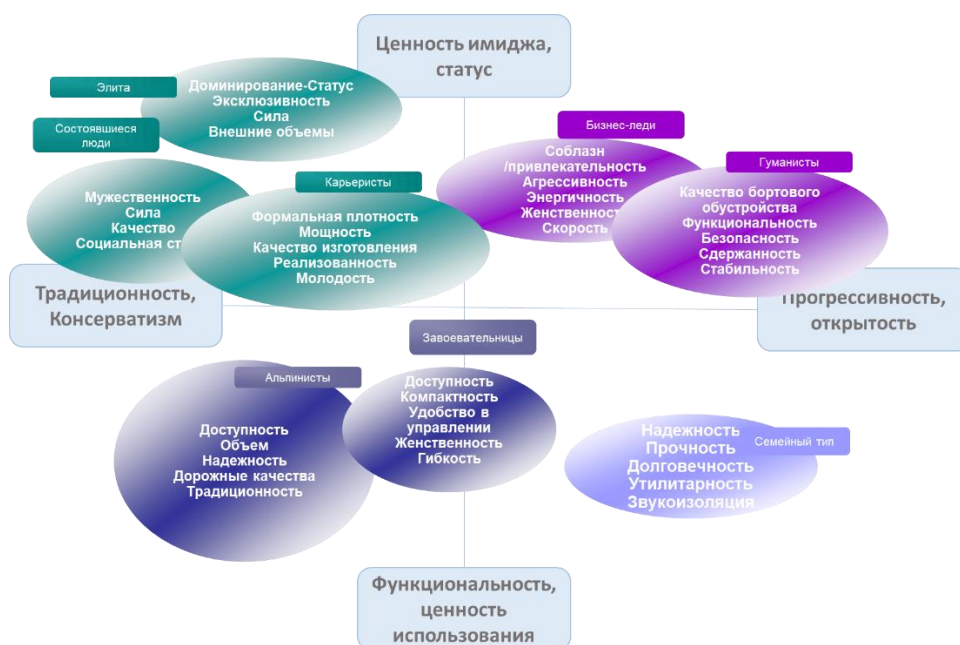 Ценность имиджа,
статус
Элита
Доминирование-Статус
Эксклюзивность
Сила
Внешние объемы
Состоявшиеся
люди
Мужественность
Сила
Качество
Социальная
Карьеристы
Формальная плотность
Мощность
Качество изготовления
Реализованность
Молодость
Бизнес-леди
Соблазн
/привлекательность
Агрессивность
Энергичность
Женственность
Скорость
Гуманисты
Качество бортового
обустройства
Функциональность
Безопасность
Сдержанность
Стабильность
Традиционность,
Консерватизм
Прогрессивность,
открытость
Завоевательницы
Доступность
Компактность
Удобство в
управлении
Женственность
Гибкость
Альпинисты
Доступность
Объем
Надежность
Дорожные качества
Традиционность
Семейный тип
Надежность
Прочность
Долговечность
Утилитарность
Звукоизоляция
Функциональность,
ценность
использования